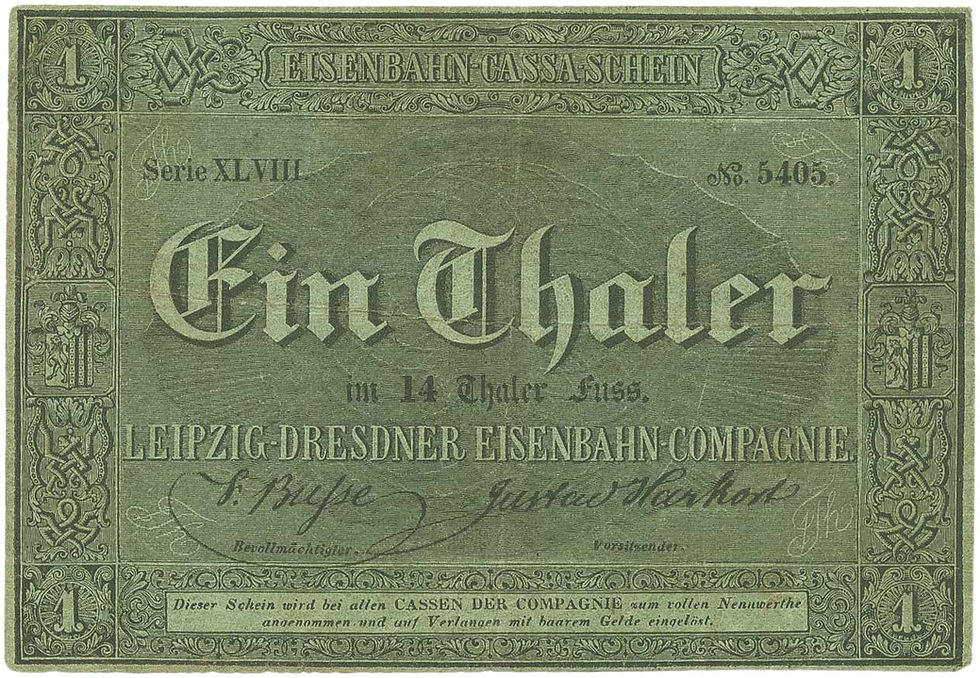 1 EISENBAHN-CASSA-SCHEIN 1
Serie XLVIII. No. 5405.
Ein Thaler
im 14 Thaler Fuss.
LEIPZIG-DRESDNER EISENBAHN-COMPAGNIE.
F. Busse Gustav Harkort
Bevollmächtigter. Vorsitzender.
1 Dieser Schein wird bei allen CASSEN DER COMPAGNIE zum vollen Nennwerthe 1
angenommen und auf Verlangen mit baarem Gelde eingelöst.